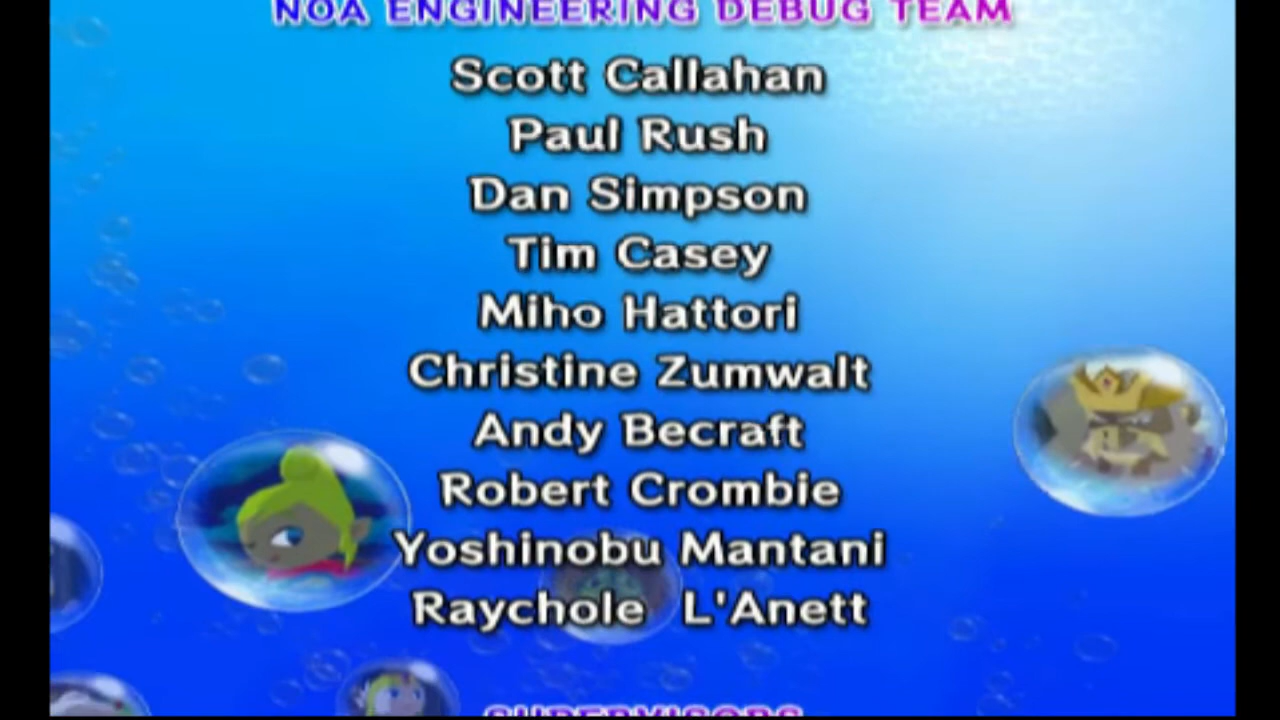 NOA ENGINEERING DEBUG TEAM
Scott Callahan
Paul Rush
Dan Simpson
Tim Casey
Miho Hattori
Christine Zumwalt
Andy Becraft
Robert Crombie
Yoshinobu Mantani
Raychole L'Anett
SUPERVISORS